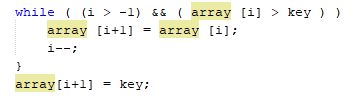 while ( (i > -1) && ( array [i] > key ) )
array [i+1] = array [i];
i--;
}
array[i+1] = key;